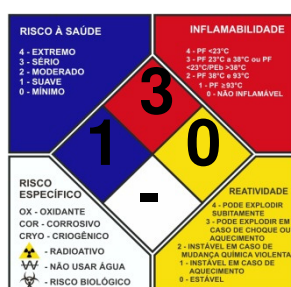 RISCO À SAÚDE
4 - EXTREMO
3 - SÉRIO
2 - MODERADO
1 - SUAVE
0 - MÍNIMO
INFLAMABILIDADE
4 - PF <23°C
3 - PF 23°C a 38°C ou PF
<23°C/PEb >38°C
2 - PF 38°C e 93°C
1 - PF ≥93°C
0 - NÃO INFLAMÁVEL
3
1
0
-
RISCO
ESPECÍFICO
OX - OXIDANTE
COR - CORROSIVO
CRYO - CRIOGÊNICO
- RADIOATIVO
W - NÃO USAR ÁGUA
- RISCO BIOLÓGICO
REATIVIDADE
4 - PODE EXPLODIR
SUBITAMENTE
3 - PODE EXPLODIR EM
CASO DE CHOQUE OU
AQUECIMENTO
2 - INSTÁVEL EM CASO DE
MUDANÇA QUÍMICA VIOLENTA
1 - INSTÁVEL EM CASO DE
AQUECIMENTO
0 - ESTÁVEL